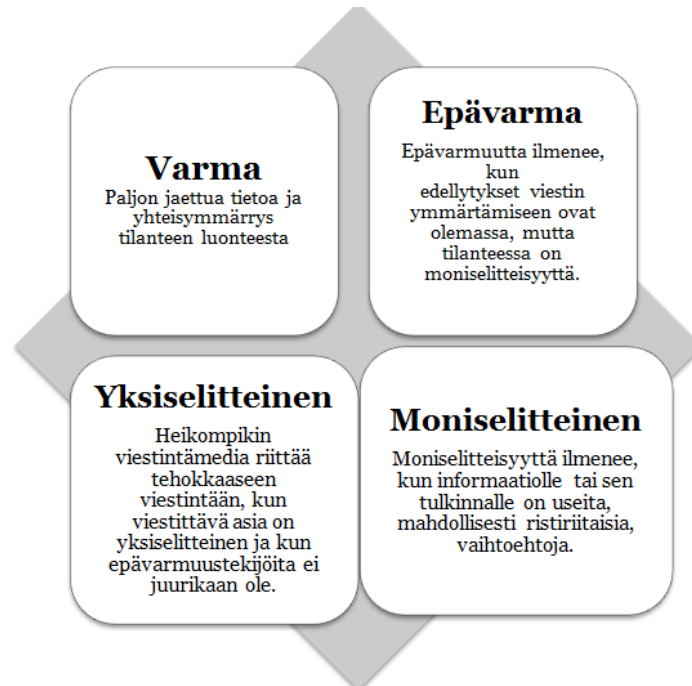 Varma
Paljon jaettua tietoa ja
yhteisymmärrys
tilanteen luonteesta
Epävarma
Epävarmuutta ilmenee,
kun
edellytykset viestin
ymmärtämiseen ovat
olemassa, mutta
tilanteessa on
moniselitteisyyttä.
Yksiselitteinen
Heikompikin
viestintämedia riittää
tehokkaaseen
viestintään, kun
viestittävä asia on
yksiselitteinen ja kun
epävarmuustekijöitä ei
juurikaan ole.
Moniselitteinen
Moniselitteisyyttä ilmenee,
kun informaatiolle tai sen
tulkinnalle on useita,
mahdollisesti ristiriitaisia,
vaihtoehtoja.